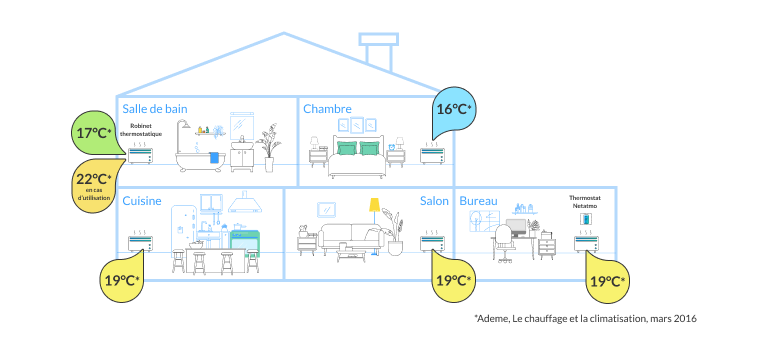 Salle de bain
Chambre
16°C*
17°C*
Robinet
thermostatique
22°C*
en cas
d'utilisation
Cuisine
Salon
Bureau
Thermostat
Netatmo
19°C*
19°C*
19°C*
*Ademe, Le chauffage et la climatisation, mars 2016